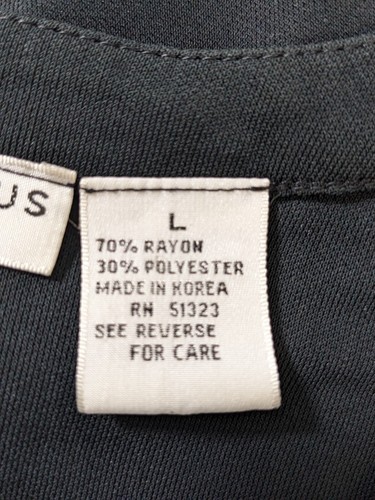 US
L
70% RAYON
30% POLYESTER
MADE IN KOREA
RN 51323
SEE REVERSE
FOR CARE